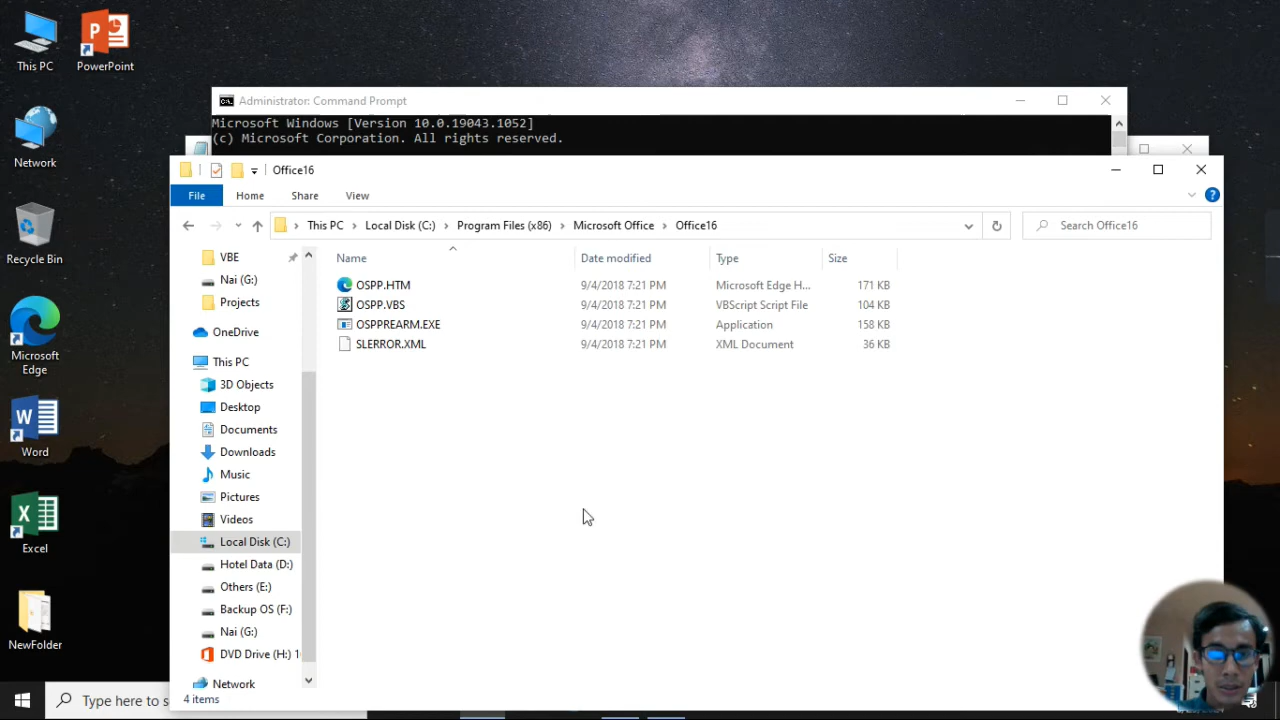 This PC
PowerPoint
Administrator: Command Prompt
Microsoft Windows [Version 10.0.19043.1052]
(c) Microsoft Corporation. All rights reserved.
Network
Office16
File Home Share View
This PC Local Disk (C:) Program Files (x86) Microsoft Office Office16
Search Office16
Recycle Bin
VBE
Nai (G:)
Projects
OneDrive
This PC
3D Objects
Desktop
Documents
Downloads
Music
Pictures
Videos
Local Disk (C:)
Hotel Data (D:)
Others (E:)
Backup OS (F:)
Nai (G:)
DVD Drive (H:) 1
Network
Name Date modified Type Size
OSPP.HTM 9/4/2018 7:21 PM Microsoft Edge H... 171 KB
OSPP.VBS 9/4/2018 7:21 PM VBScript Script File 104 KB
OSPPREARM.EXE 9/4/2018 7:21 PM Application 158 KB
SLERROR.XML 9/4/2018 7:21 PM XML Document 36 KB
Microsoft
Edge
Word
Excel
NewFolder
4 items
Type here to s